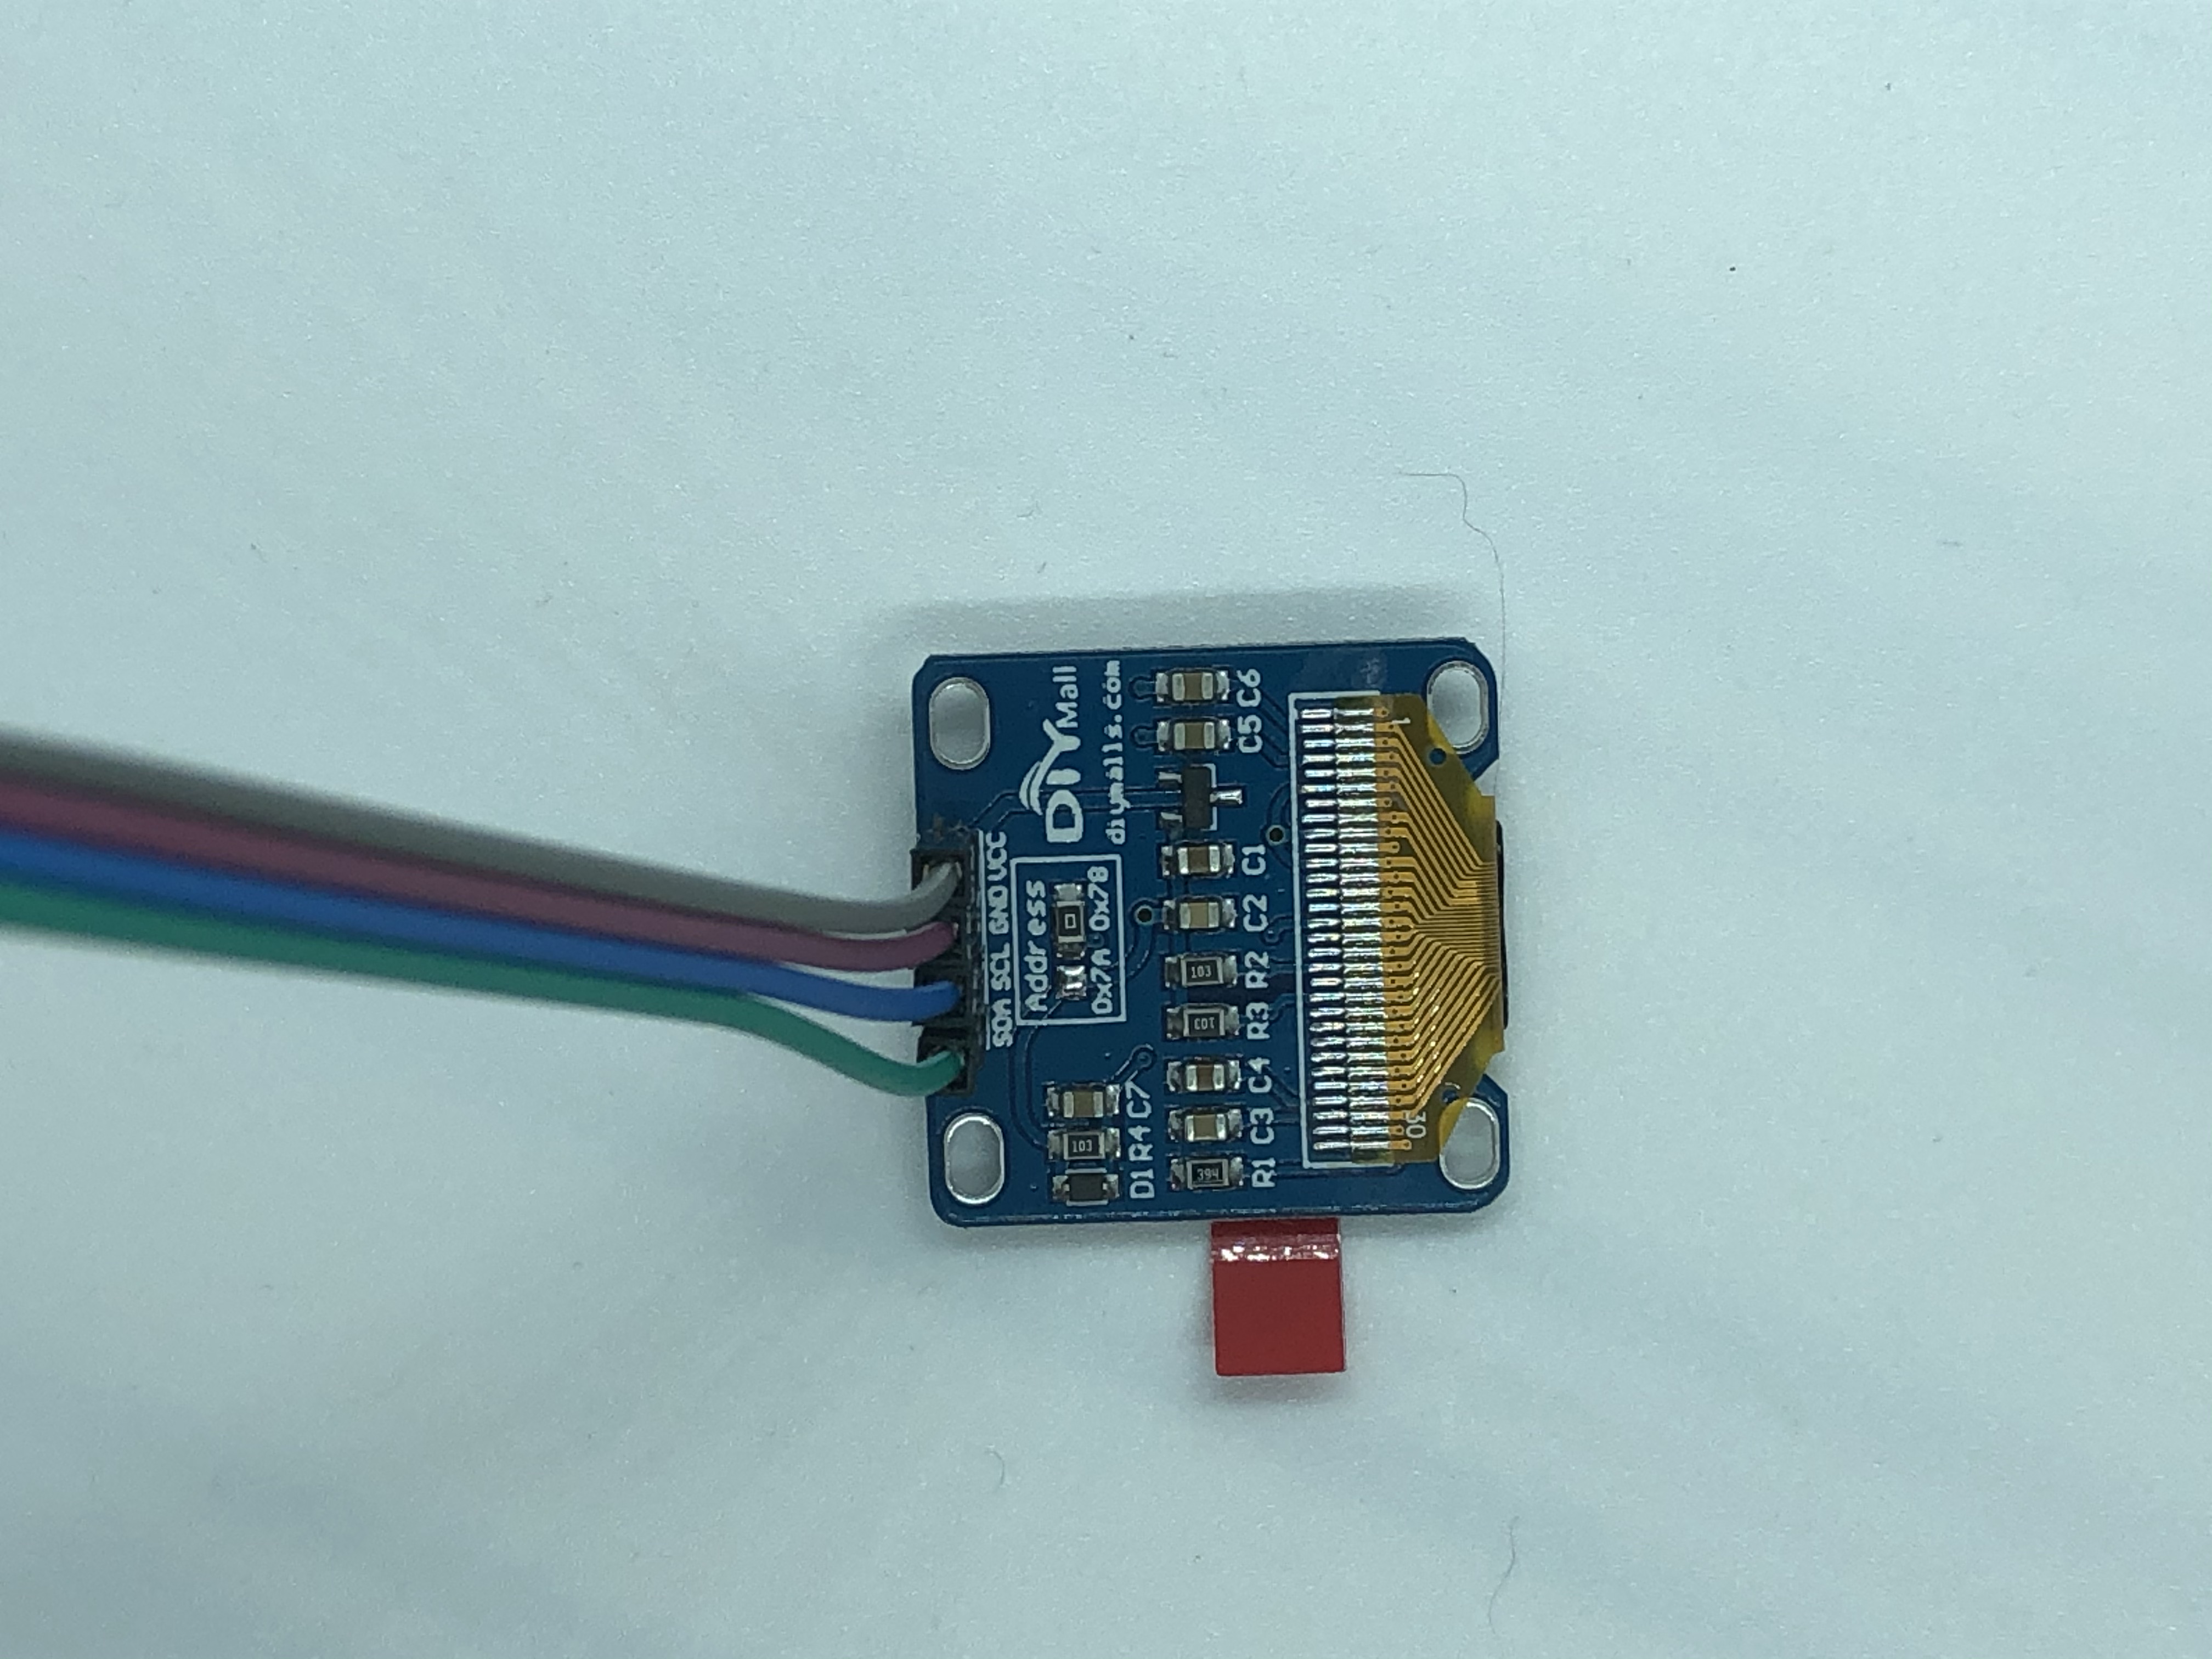 SDA SCL GND VCC
Address
0x7A 0x78
D1 R4 C7
103
0
DIY Mall
diymalls.com
R1 C3 C4 R3 R2 C2 C1 C5 C6
394
103
103
30
1